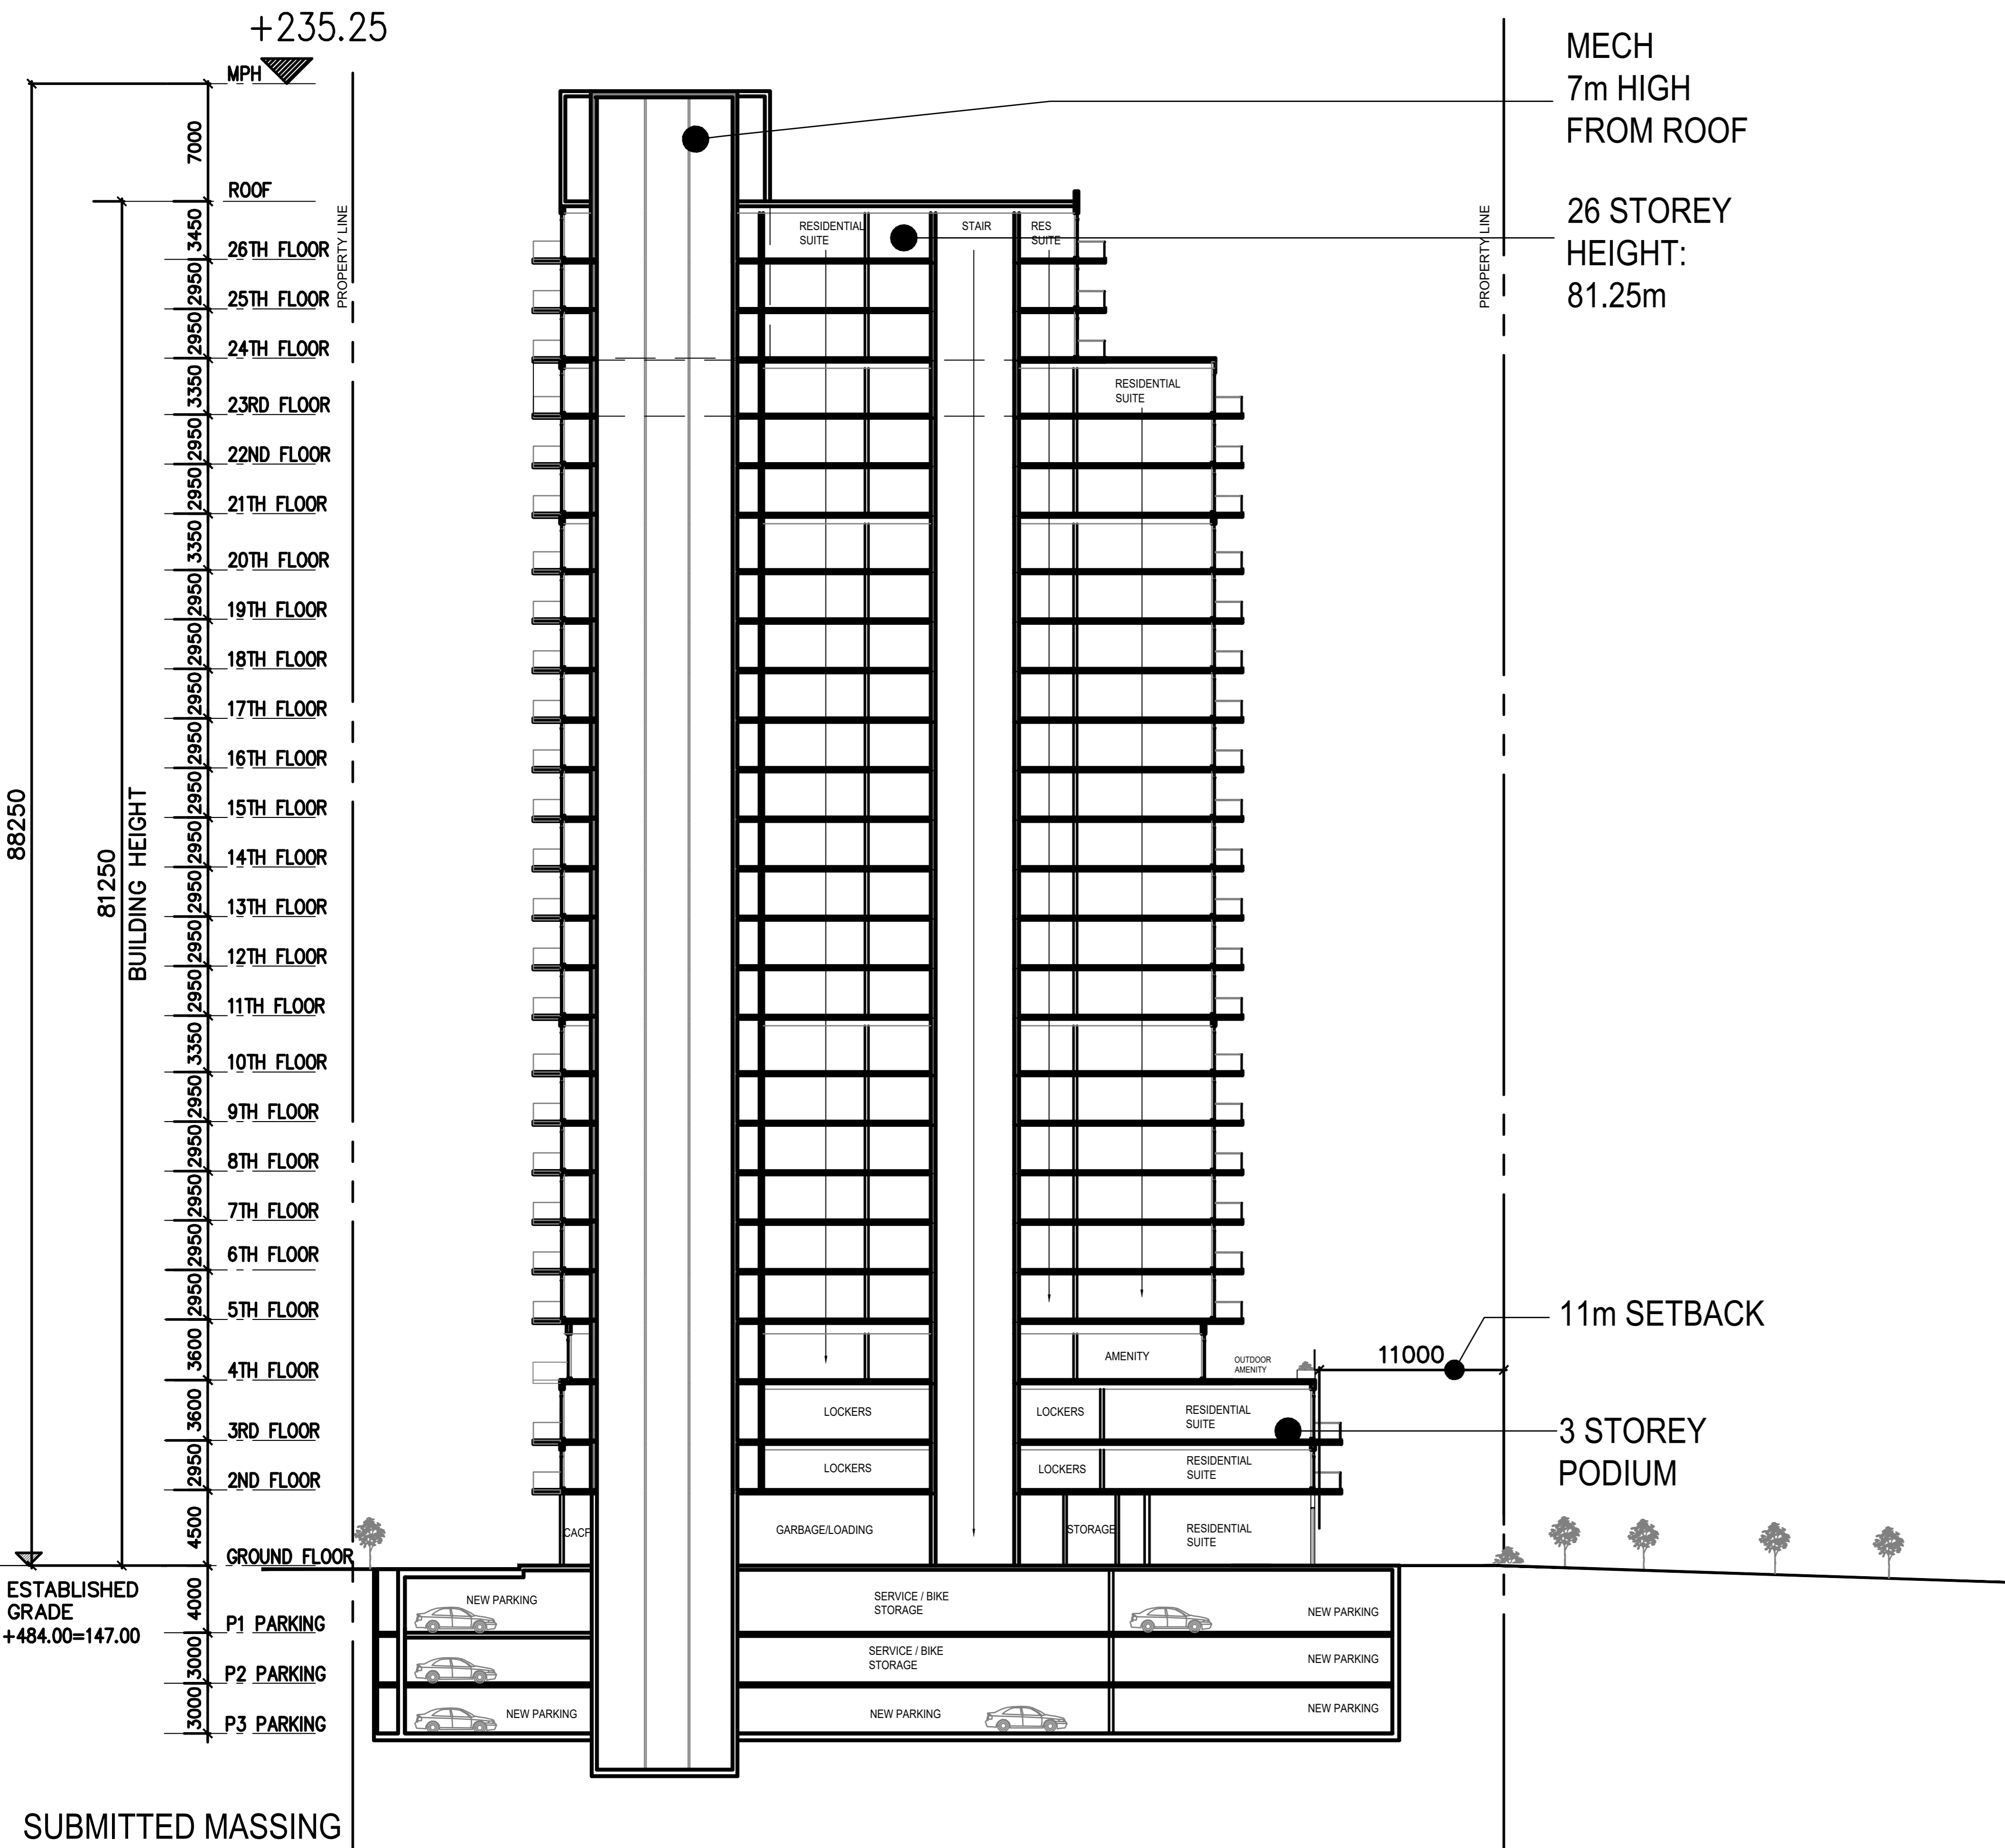 +235.25
MPH
7000
ROOF
3450
26TH FLOOR
2950
25TH FLOOR
2950
24TH FLOOR
3350
23RD FLOOR
2950
22ND FLOOR
2950
21TH FLOOR
3350
20TH FLOOR
2950
19TH FLOOR
2950
18TH FLOOR
2950
17TH FLOOR
2950
16TH FLOOR
2950
15TH FLOOR
2950
14TH FLOOR
2950
13TH FLOOR
2950
12TH FLOOR
2950
11TH FLOOR
3350
10TH FLOOR
2950
9TH FLOOR
2950
8TH FLOOR
2950
7TH FLOOR
2950
6TH FLOOR
2950
5TH FLOOR
3600
4TH FLOOR
3600
3RD FLOOR
2950
2ND FLOOR
4500
GROUND FLOOR
4000
P1 PARKING
3000
P2 PARKING
3000
P3 PARKING
88250
81250
BUILDING HEIGHT
ESTABLISHED
GRADE
+484.00=147.00
PROPERTY LINE
PROPERTY LINE
MECH
7m HIGH
FROM ROOF
26 STOREY
HEIGHT:
81.25m
RESIDENTIAL
SUITE
STAIR
RES
SUITE
RESIDENTIAL
SUITE
11m SETBACK
11000
AMENITY
OUTDOOR
AMENITY
3 STOREY
PODIUM
LOCKERS
LOCKERS
RESIDENTIAL
SUITE
LOCKERS
LOCKERS
RESIDENTIAL
SUITE
CACF
GARBAGE/LOADING
STORAGE
RESIDENTIAL
SUITE
NEW PARKING
SERVICE / BIKE
STORAGE
NEW PARKING
SERVICE / BIKE
STORAGE
NEW PARKING
NEW PARKING
NEW PARKING
NEW PARKING
SUBMITTED MASSING